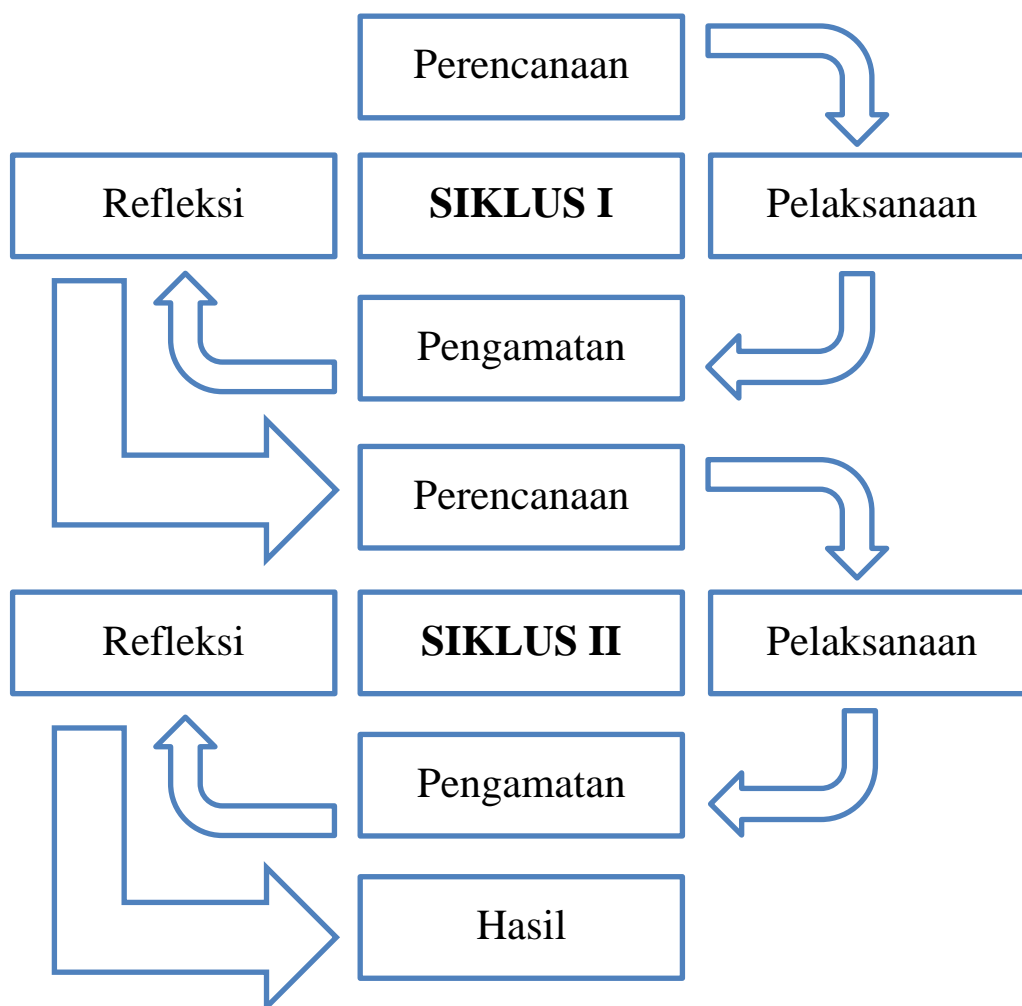 Perencanaan
Refleksi
SIKLUS I
Pelaksanaan
Pengamatan
Perencanaan
Refleksi
SIKLUS II
Pelaksanaan
Pengamatan
Hasil